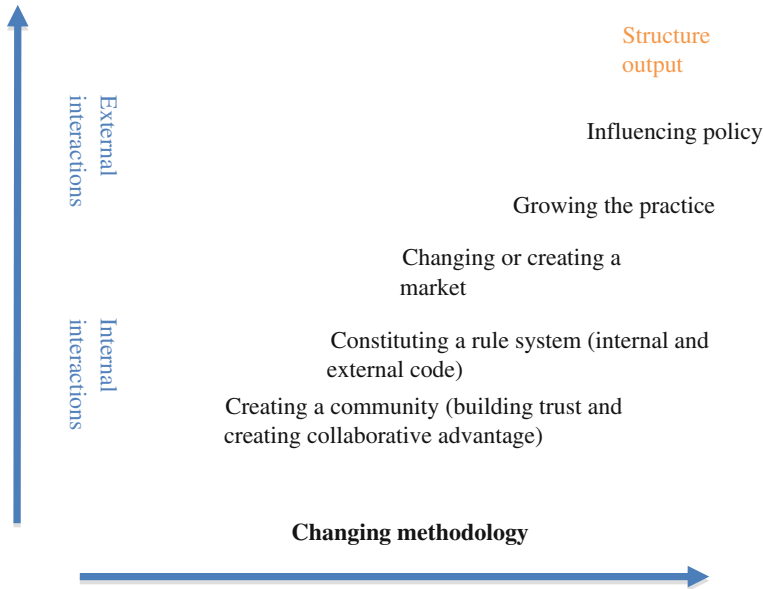 Structure
output
External
interactions
Influencing policy
Growing the practice
Changing or creating a
market
Internal
interactions
Constituting a rule system (internal and
external code)
Creating a community (building trust and
creating collaborative advantage)
Changing methodology